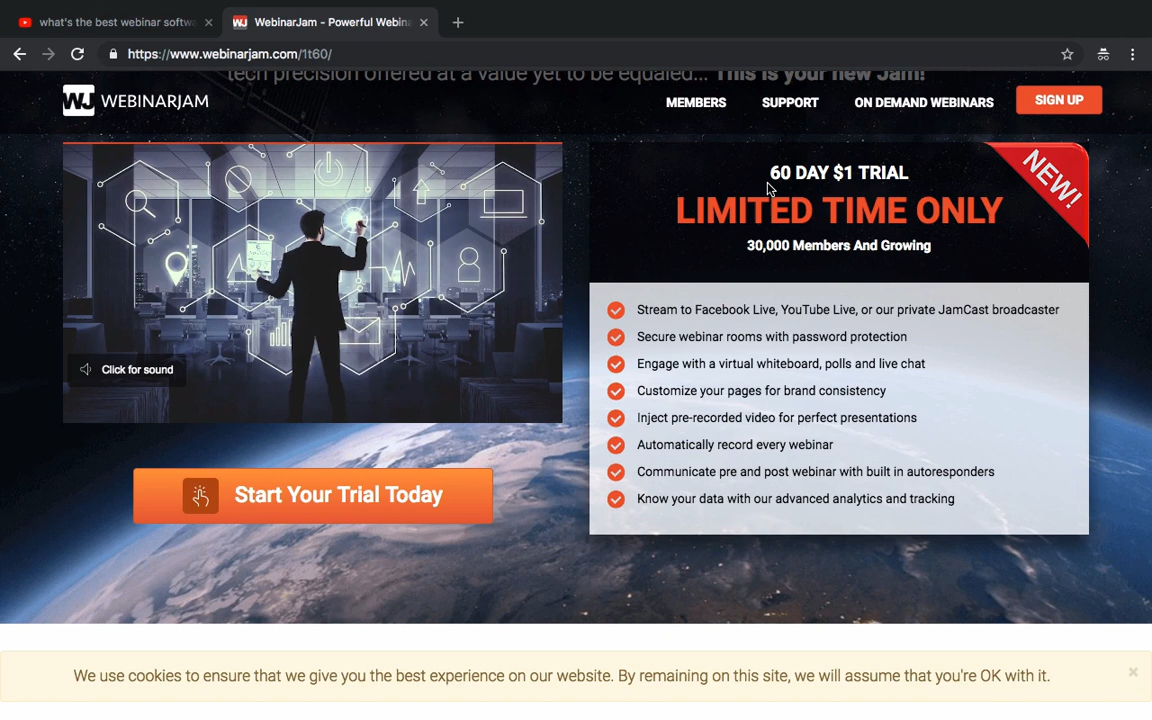 what's the best webinar softw
WebinarJam - Powerful Webina
https://www.webinarjam.com/1t60/
tech precision offered at a value yet to be equaled... This is your new Jam!
WJ WEBINARJAM
MEMBERS
SUPPORT
ON DEMAND WEBINARS
SIGN UP
Click for sound
Start Your Trial Today
60 DAY $1 TRIAL
NEW!
LIMITED TIME ONLY
30,000 Members And Growing
Stream to Facebook Live, YouTube Live, or our private JamCast broadcaster
Secure webinar rooms with password protection
Engage with a virtual whiteboard, polls and live chat
Customize your pages for brand consistency
Inject pre-recorded video for perfect presentations
Automatically record every webinar
Communicate pre and post webinar with built in autoresponders
Know your data with our advanced analytics and tracking
We use cookies to ensure that we give you the best experience on our website. By remaining on this site, we will assume that you're OK with it.